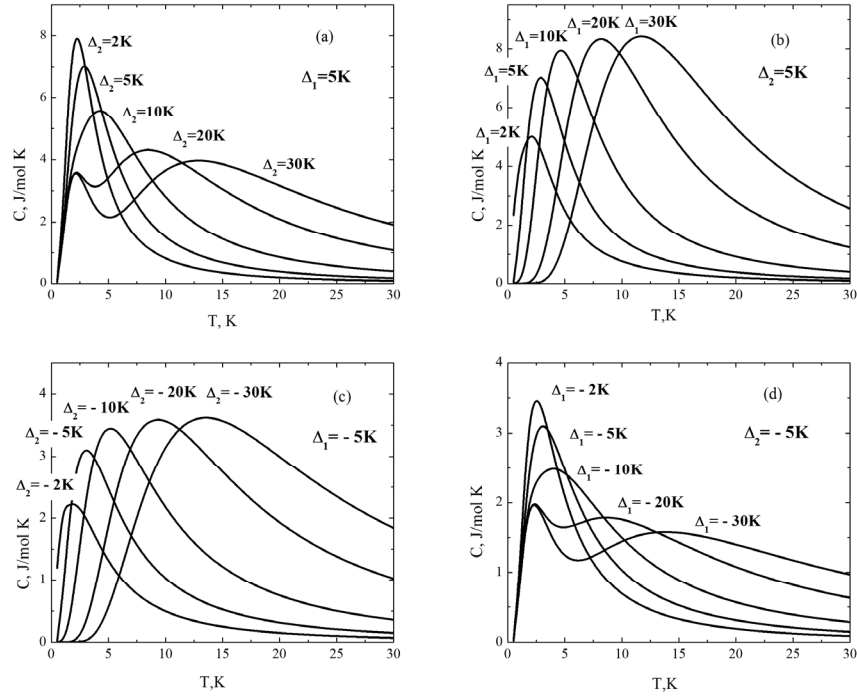 (a)
Δ₂=2K
Δ₂=5K
Δ₂=10K
Δ₂=20K
Δ₂=30K
Δ₁=5K
C, J/mol K
8
6
4
2
0
0 5 10 15 20 25 30
T, K
(b)
Δ₁=2K
Δ₁=5K
Δ₁=10K
Δ₁=20K
Δ₁=30K
Δ₂=5K
C, J/mol K
8
6
4
2
0
0 5 10 15 20 25 30
T,K
(c)
Δ₂= - 2K
Δ₂= - 5K
Δ₂= - 10K
Δ₂= - 20K
Δ₂= - 30K
Δ₁= - 5K
C, J/mol K
4
3
2
1
0
0 5 10 15 20 25 30
T,K
(d)
Δ₁= - 2K
Δ₁= - 5K
Δ₁= - 10K
Δ₁= - 20K
Δ₁= - 30K
Δ₂= - 5K
C, J/mol K
4
3
2
1
0
0 5 10 15 20 25 30
T,K